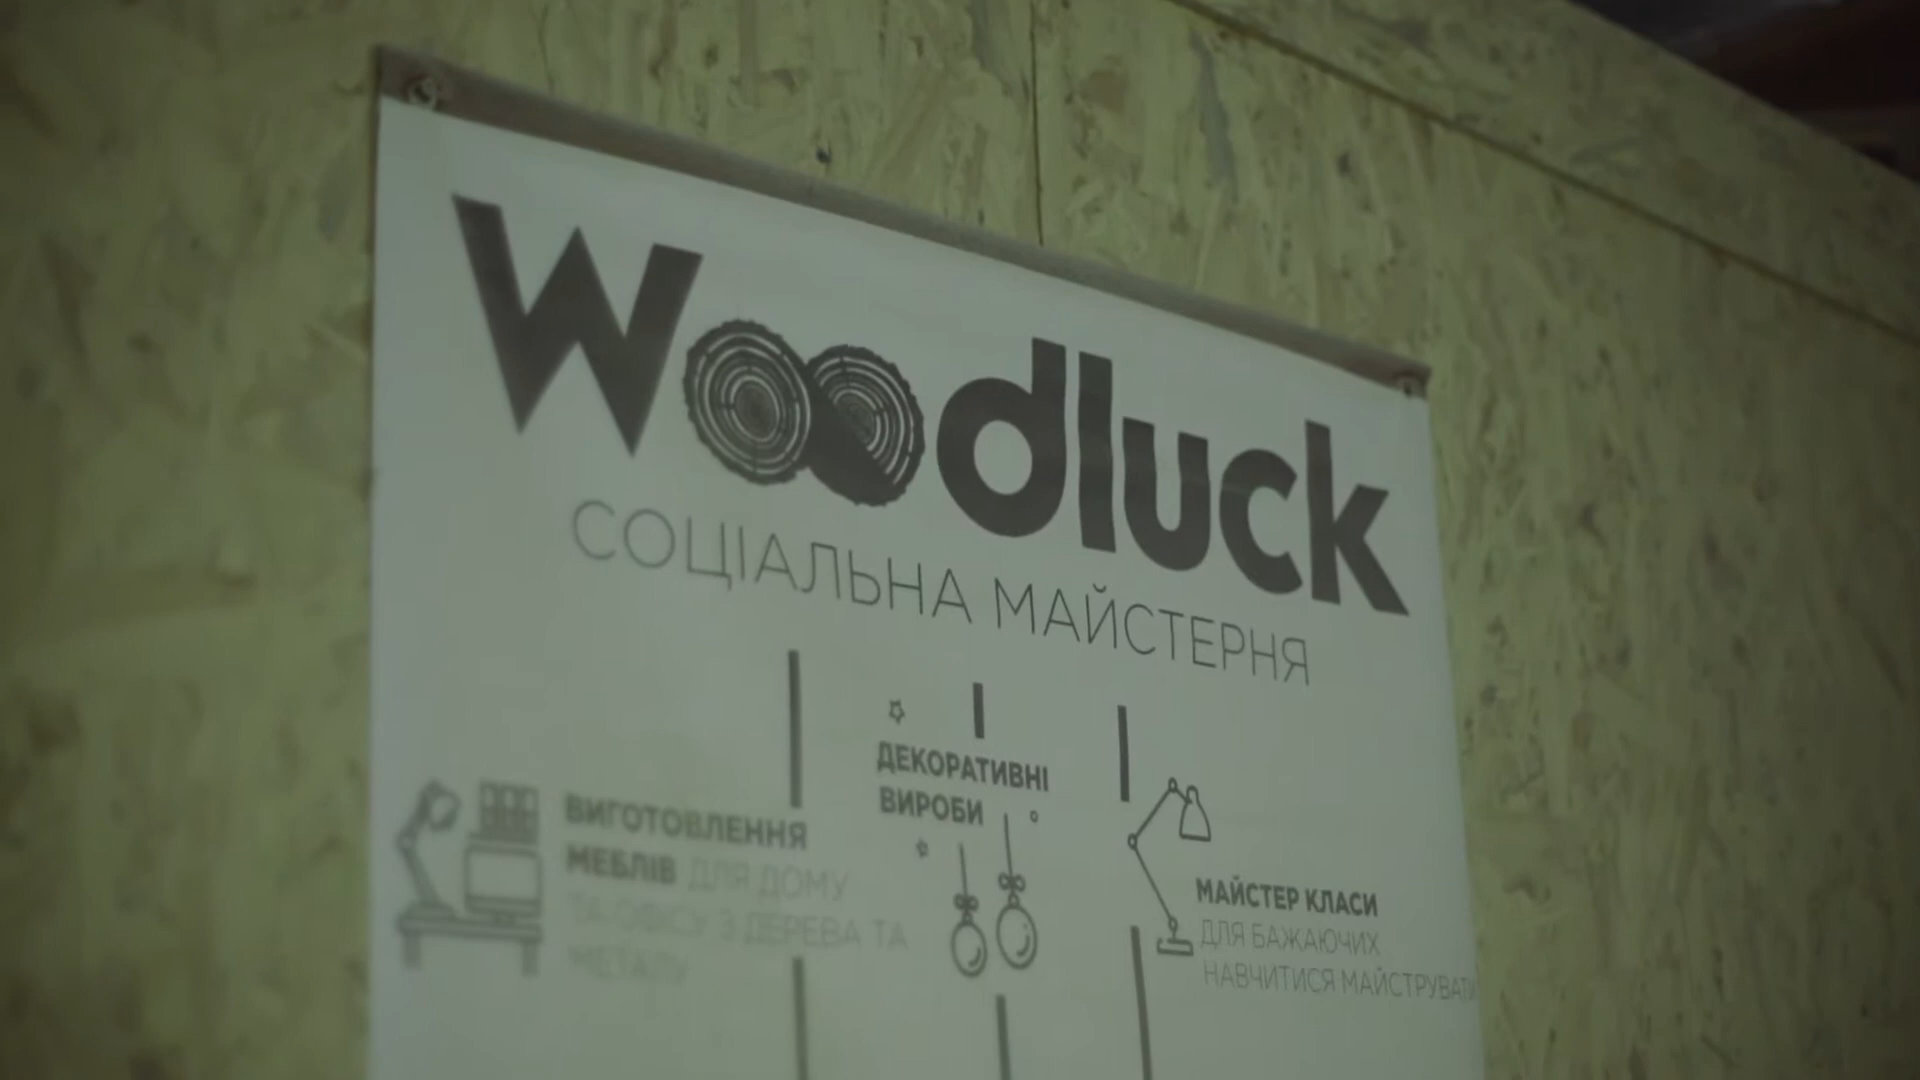 Woodluck
СОЦІАЛЬНА МАЙСТЕРНЯ
ВИГОТОВЛЕННЯ
МЕБЛІВ ДЛЯ ДОМУ
ТА ОФІСУ З ДЕРЕВА ТА
МЕТАЛУ
ДЕКОРАТИВНІ
ВИРОБИ
МАЙСТЕР КЛАСИ
ДЛЯ БАЖАЮЧИХ
НАВЧИТИСЯ МАЙСТРУВАТИ